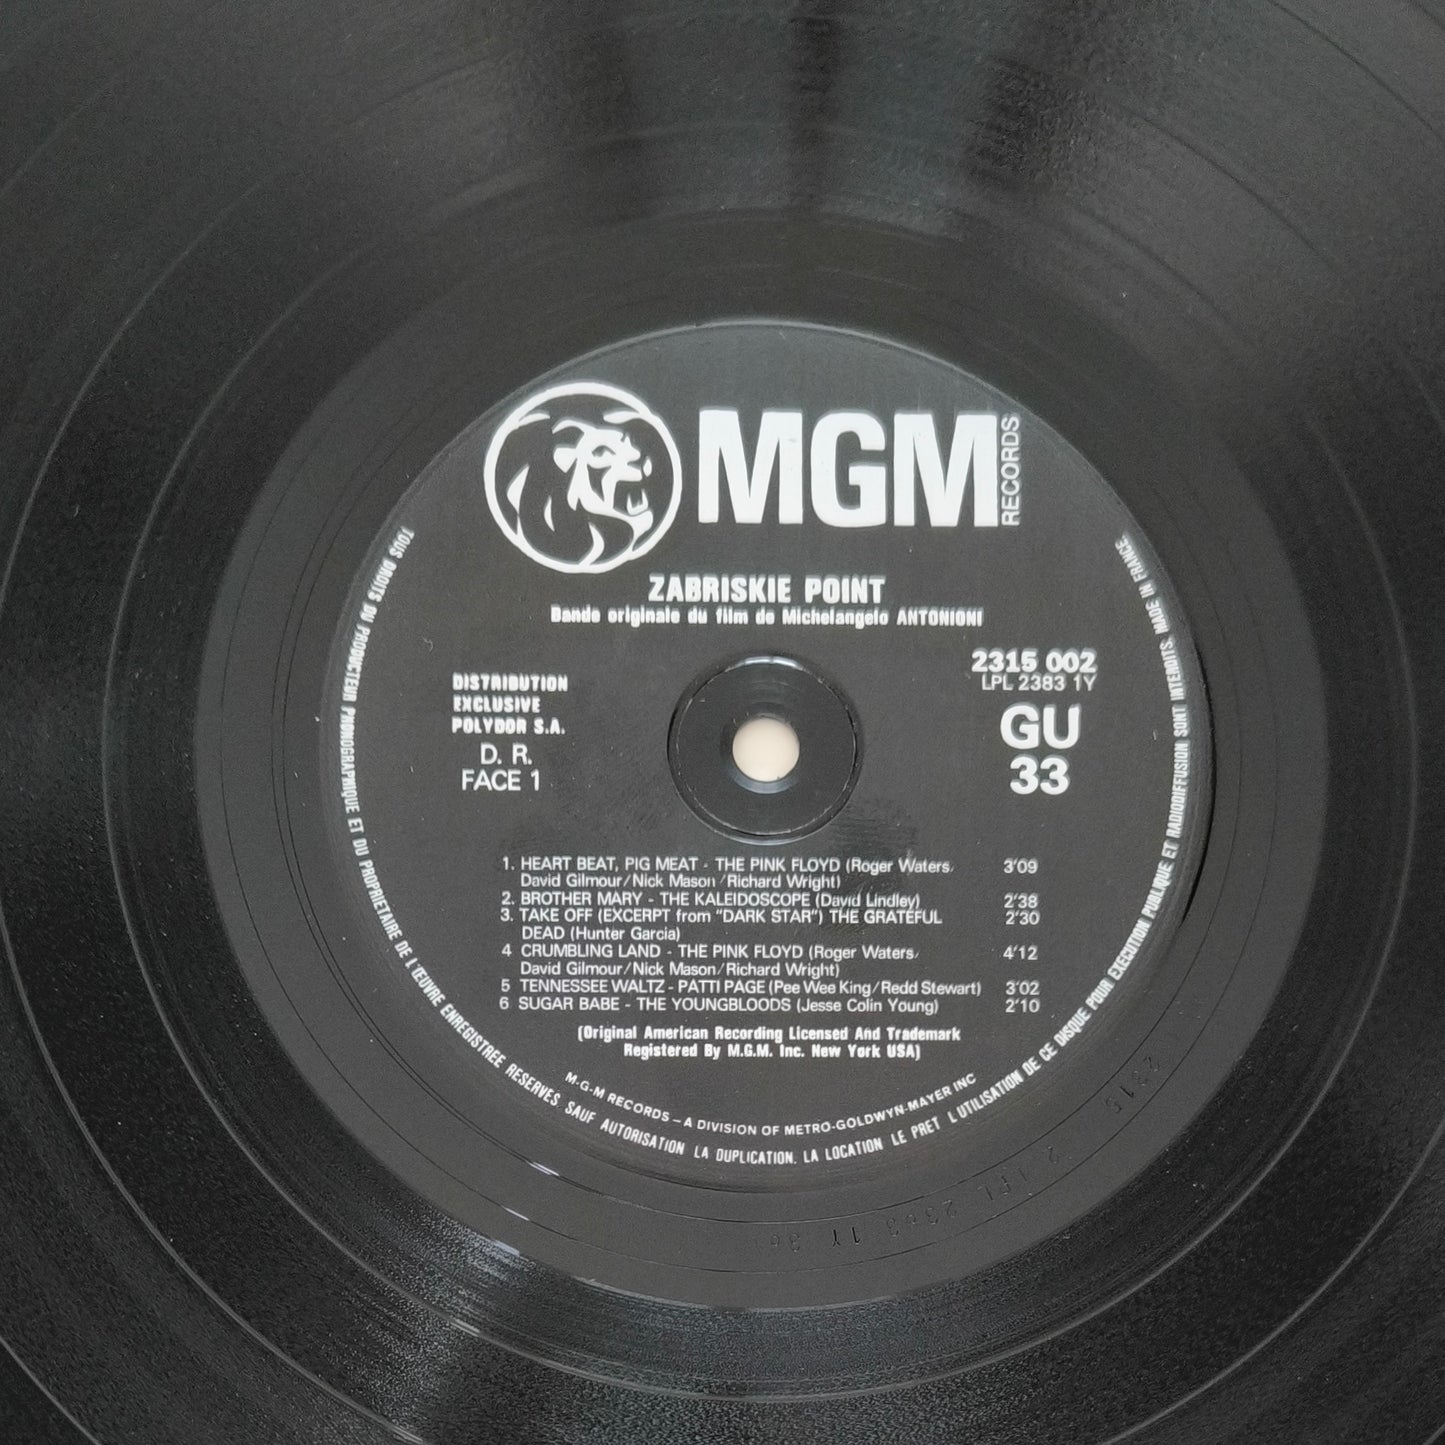 MGM RECORDS
ZABRISKIE POINT
Bande originale du film de Michelangelo ANTONIONI
2315 002
LPL 2383 1Y
GU
33
DISTRIBUTION
EXCLUSIVE
POLYDOR S.A.
D. R.
FACE 1
1. HEART BEAT, PIG MEAT - THE PINK FLOYD (Roger Waters/ 3'09
David Gilmour/Nick Mason/Richard Wright)
2. BROTHER MARY - THE KALEIDOSCOPE (David Lindley) 2'38
3. TAKE OFF (EXCERPT from "DARK STAR") THE GRATEFUL 2'30
DEAD (Hunter Garcia)
4 CRUMBLING LAND - THE PINK FLOYD (Roger Waters/ 4'12
David Gilmour/Nick Mason/Richard Wright)
5 TENNESSEE WALTZ - PATTI PAGE (Pee Wee King/Redd Stewart) 3'02
6 SUGAR BABE - THE YOUNGBLOODS (Jesse Colin Young) 2'10
(Original American Recording Licensed And Trademark
Registered By M.G.M. Inc. New York USA)
M-G-M RECORDS – A DIVISION OF METRO-GOLDWYN-MAYER INC
TOUS DROITS DU PRODUCTEUR PHONOGRAPHIQUE ET DU PROPRIETAIRE DE L'ŒUVRE ENREGISTREE RESERVES SAUF AUTORISATION LA DUPLICATION. LA LOCATION LE PRET L'UTILISATION DE CE DISQUE POUR EXECUTION PUBLIQUE ET RADIODIFFUSION SONT INTERDITS. MADE IN FRANCE.